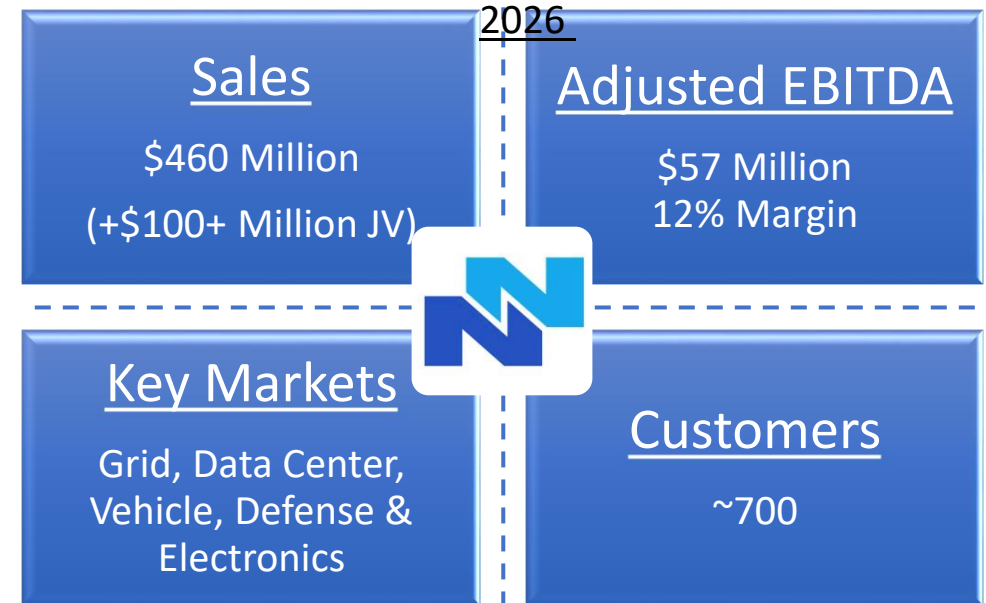 2026
Sales
$460 Million
(+$100+ Million JV)
Adjusted EBITDA
$57 Million
12% Margin
Key Markets
Grid, Data Center,
Vehicle, Defense &
Electronics
Customers
~700